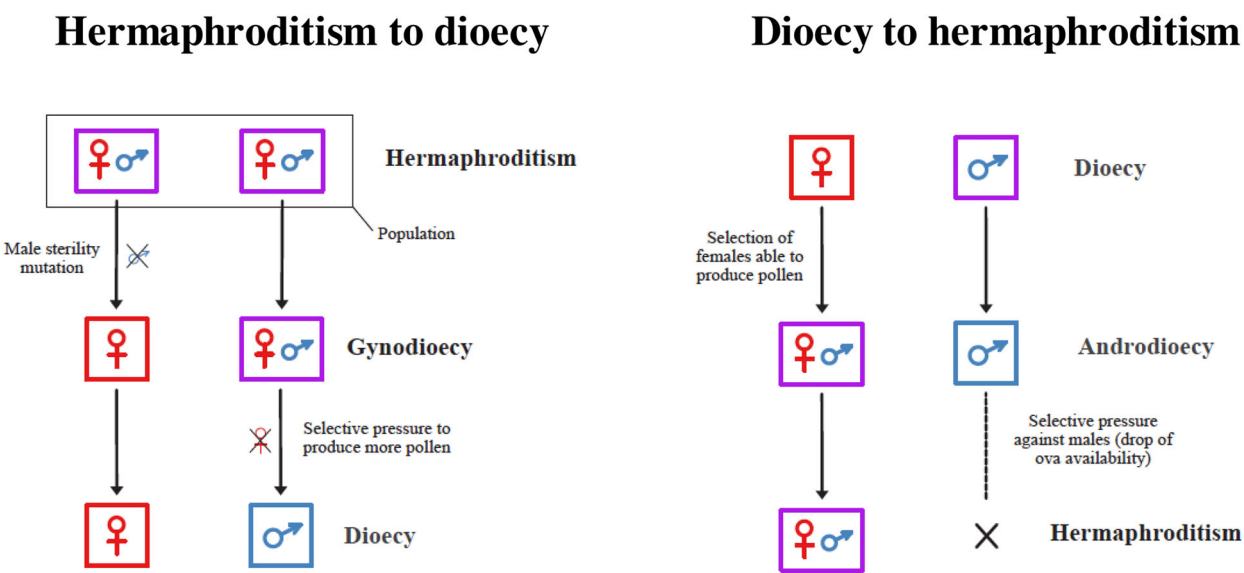 Hermaphroditism to dioecy
Hermaphroditism
Population
Male sterility
mutation
Gynodioecy
Selective pressure to
produce more pollen
Dioecy
Dioecy to hermaphroditism
Dioecy
Selection of
females able to
produce pollen
Androdioecy
Selective pressure
against males (drop of
ova availability)
Hermaphroditism